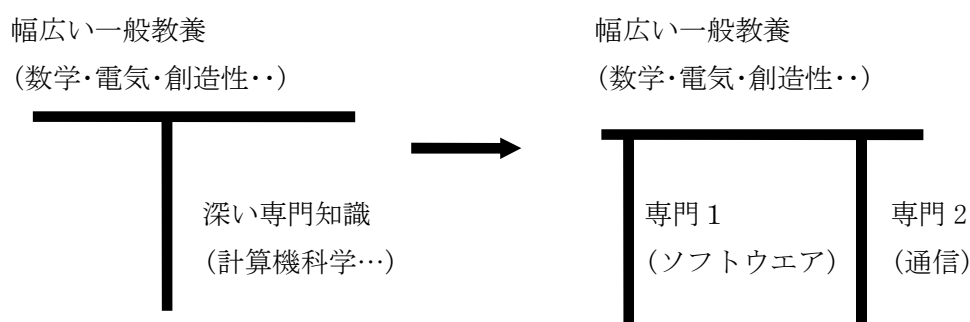 幅広い一般教養
（数学・電気・創造性・・）
深い専門知識
（計算機科学…）
幅広い一般教養
（数学・電気・創造性・・）
専門１
（ソフトウエア）
専門 2
（通信）